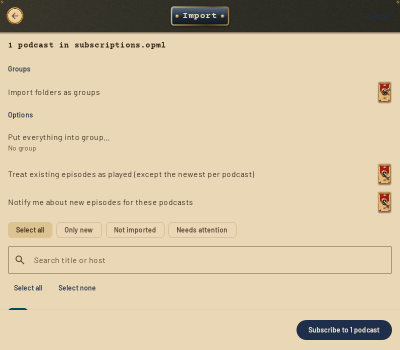 Import
1 podcast in subscriptions.opml
Groups
Import folders as groups
Options
Put everything into group...
No group
Treat existing episodes as played (except the newest per podcast)
Notify me about new episodes for these podcasts
Select all Only new Not imported Needs attention
Search title or host
Select all Select none
Subscribe to 1 podcast